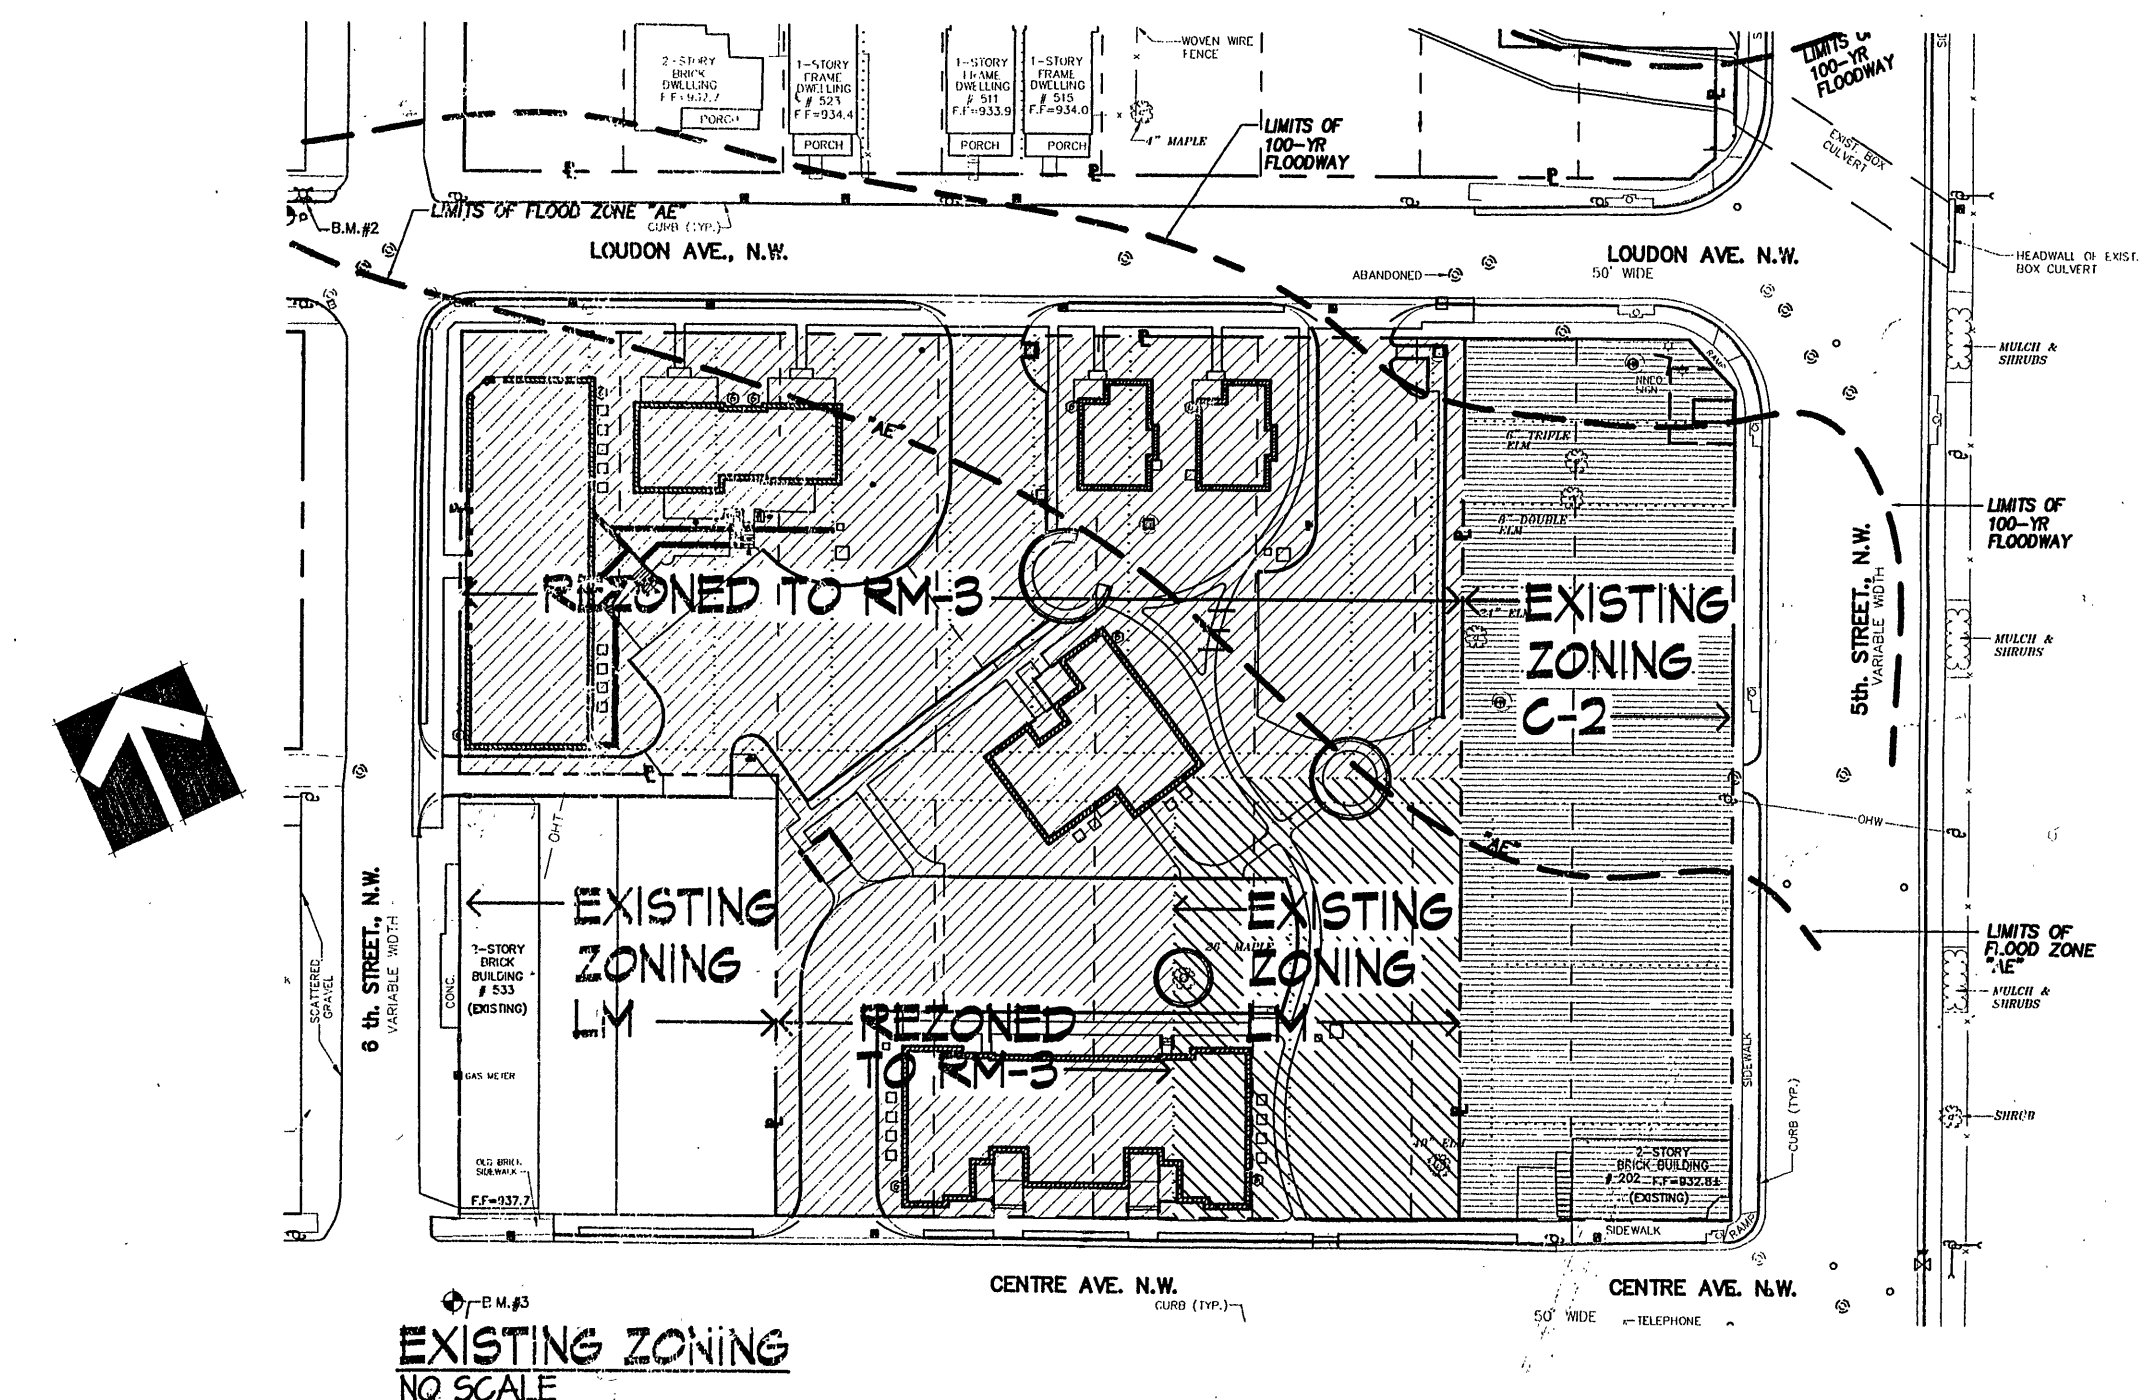 2-STORY
BRICK
DWELLING
PORCH
1-STORY
FRAME
DWELLING
# 523
F.F=934.4
PORCH
1-STORY
FRAME
DWELLING
# 511
F.F=933.9
PORCH
1-STORY
FRAME
DWELLING
# 515
F.F=934.0
PORCH
WOVEN WIRE
FENCE
4" MAPLE
LIMITS OF
100-YR
FLOODWAY
LIMITS OF
100-YR
FLOODWAY
EXIST. BOX
CULVERT
HEADWALL OF EXIST.
BOX CULVERT
B.M.#2
LIMITS OF FLOOD ZONE "AE"
CURB (TYP.)
LOUDON AVE., N.W.
LOUDON AVE. N.W.
50' WIDE
ABANDONED
MULCH &
SHRUBS
RAMP
"AE"
6" TRIPLE
ELM
8" DOUBLE
ELM
LIMITS OF
100-YR
FLOODWAY
REZONED TO RM-3
EXISTING
ZONING
C-2
24" ELM
5th. STREET., N.W.
VARIABLE WIDTH
MULCH &
SHRUBS
OHT
OHW
"AE"
6 th. STREET., N.W.
VARIABLE WIDTH
SCATTERED
GRAVEL
CONC.
EXISTING
ZONING
LM
2-STORY
BRICK
BUILDING
# 533
(EXISTING)
GAS METER
OLD BRICK
SIDEWALK
F.F=937.7
EXISTING
ZONING
LM
26" MAPLE
REZONED
TO RM-3
40" ELM
LIMITS OF
FLOOD ZONE
"AE"
MULCH &
SHRUBS
SHRUB
SIDEWALK
CURB (TYP.)
2-STORY
BRICK BUILDING
# 202 F.F=932.8±
(EXISTING)
SIDEWALK
RAMP
CENTRE AVE. N.W.
CURB (TYP.)
CENTRE AVE. N.W.
50' WIDE
TELEPHONE
B.M.#3
EXISTING ZONING
NO SCALE